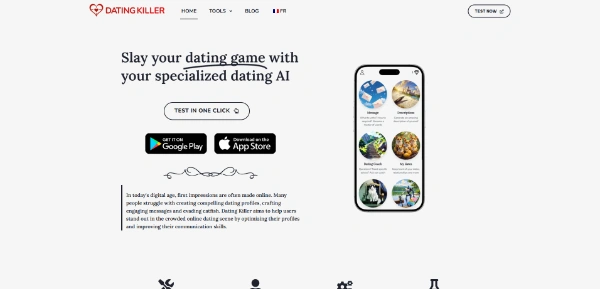 DATING KILLER
HOME
TOOLS
BLOG
FR
TEST NOW
Slay your dating game with
your specialized dating AI
TEST IN ONE CLICK
GET IT ON
Google Play
Download on the
App Store
In today's digital age, first impressions are often made online. Many
people struggle with creating compelling dating profiles, crafting
engaging messages and evading catfish. Dating Killer aims to help users
stand out in the crowded online dating scene by optimizing their profiles
and improving their communication skills.
Message
Descriptions
Dating Coach